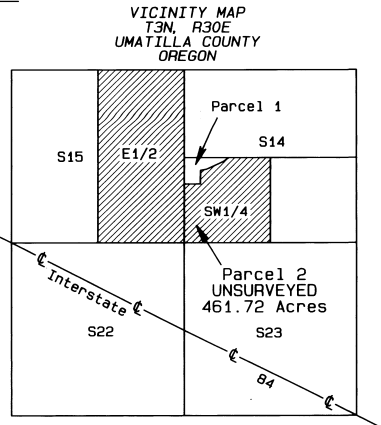 VICINITY MAP
T3N, R30E
UMATILLA COUNTY
OREGON
Parcel 1
S15
E1/2
S14
SW1/4
Parcel 2
UNSURVEYED
461.72 Acres
℄
Interstate
℄
S22
S23
℄
84
℄